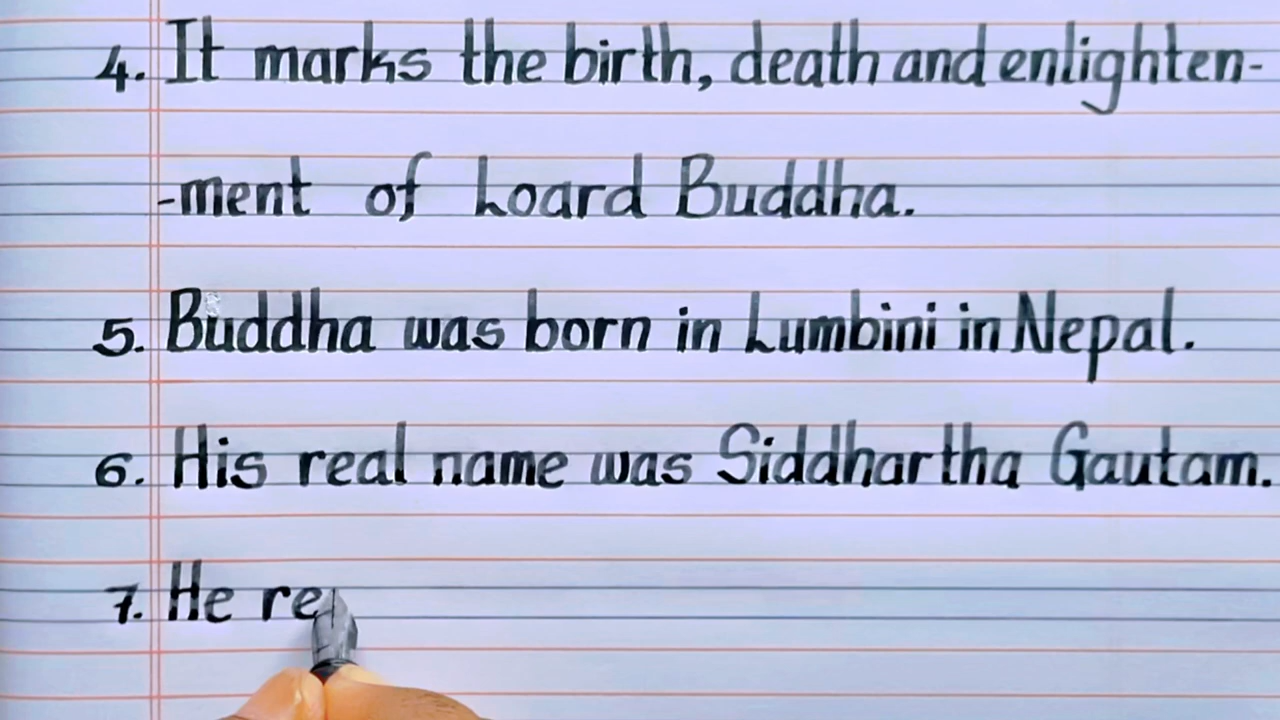 4. It marks the birth, death and enlighten-
-ment of Loard Buddha.
5. Buddha was born in Lumbini in Nepal.
6. His real name was Siddhartha Gautam.
7. He re